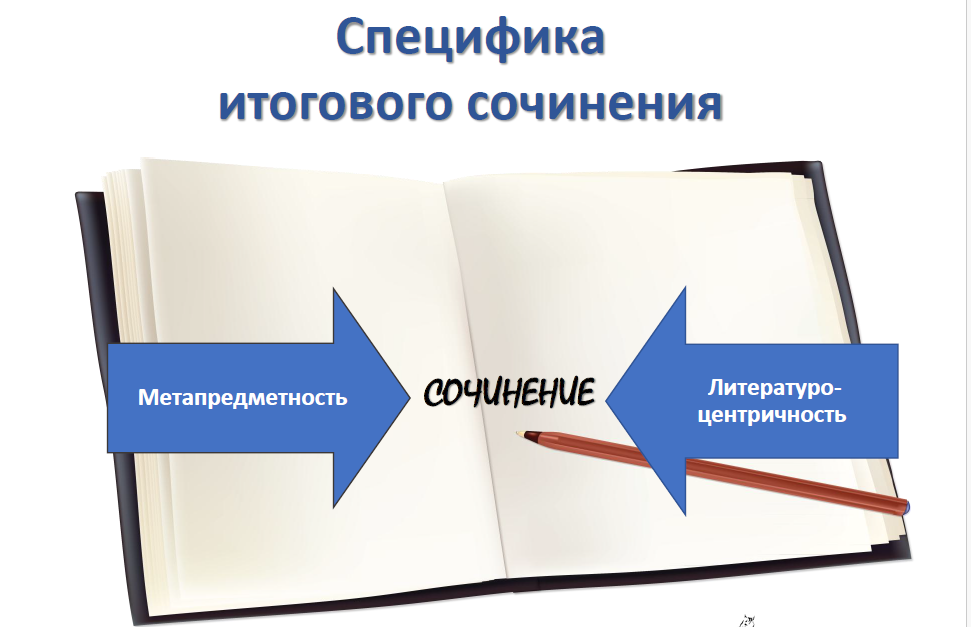 Специфика
итогового сочинения
Метапредметность
СОЧИНЕНИЕ
Литературо-
центричность